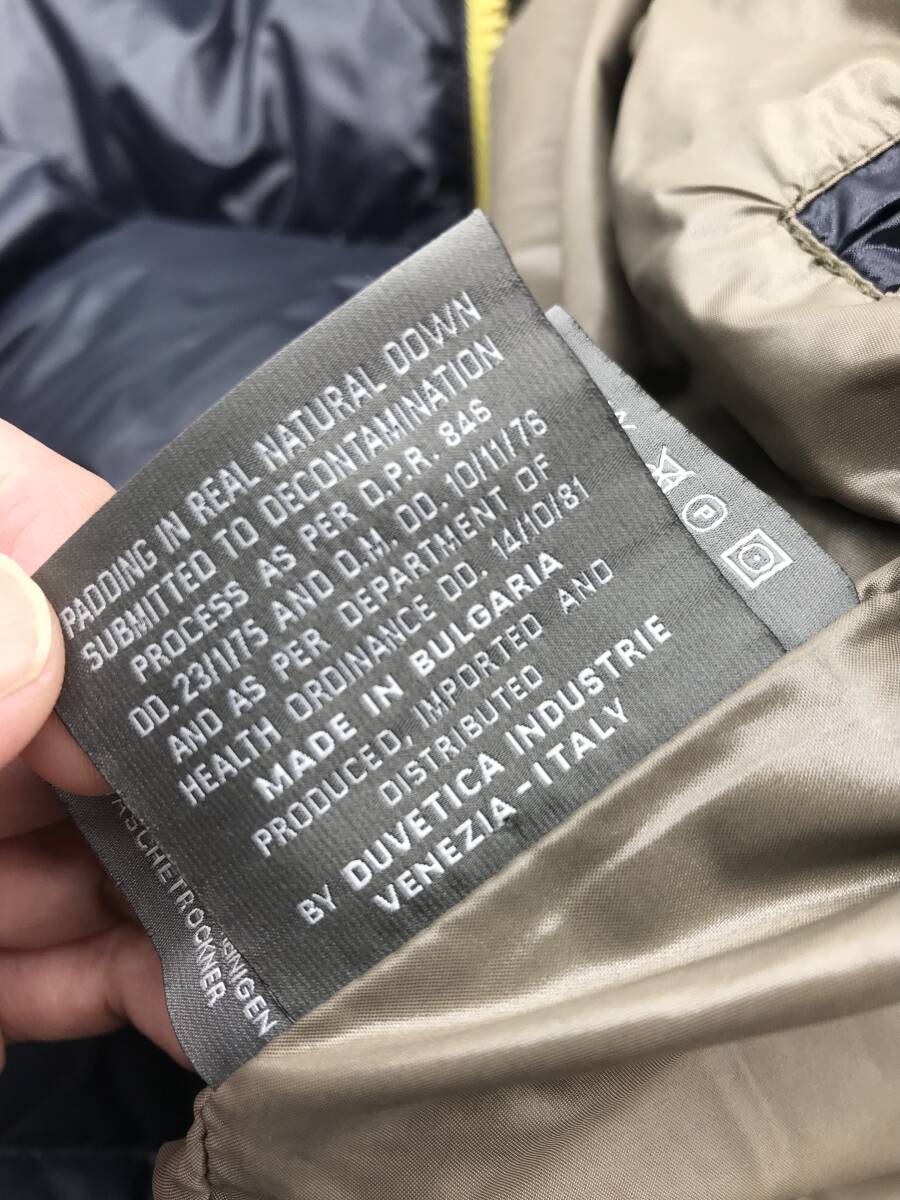 PADDING IN REAL NATURAL DOWN
SUBMITTED TO DECONTAMINATION
PROCESS AS PER D.P.R. 846
DD. 23/1/75 AND D.M. DD. 10/11/76
AND AS PER DEPARTMENT OF
HEALTH ORDINANCE DD. 14/10/81
MADE IN BULGARIA
PRODUCED, IMPORTED AND
DISTRIBUTED
BY DUVETICA INDUSTRIE
VENEZIA - ITALY
P